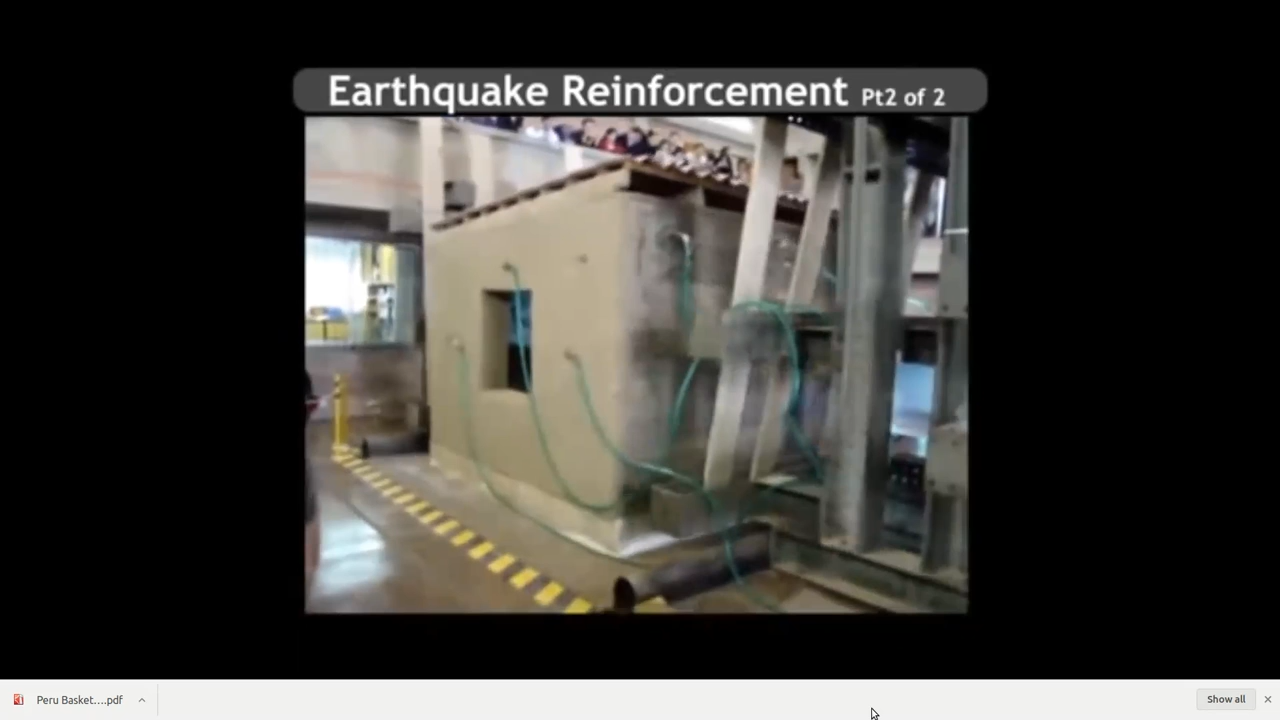 Earthquake Reinforcement Pt2 of 2
Peru Basket....pdf
Show all